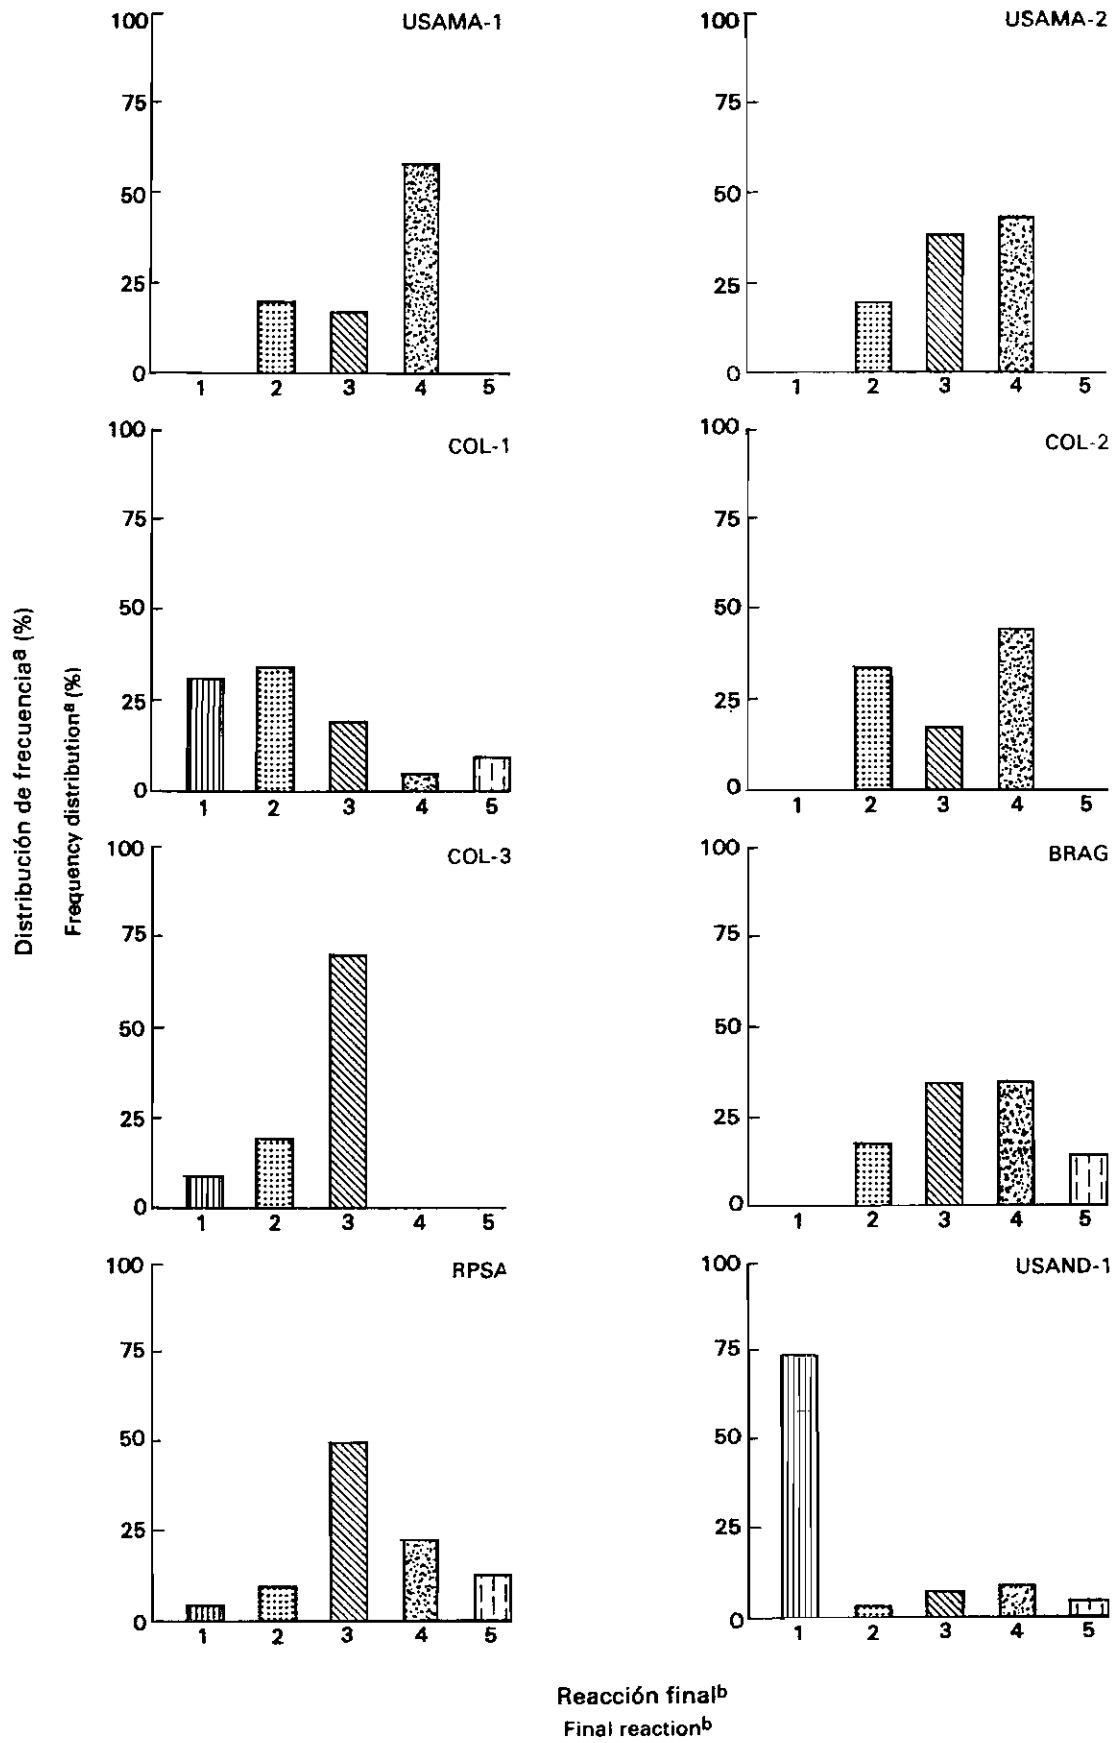 USAMA-1
100
75
50
25
0
1 2 3 4 5
USAMA-2
100
75
50
25
0
1 2 3 4 5
COL-1
100
75
50
25
0
1 2 3 4 5
COL-2
100
75
50
25
0
1 2 3 4 5
Distribución de frecuenciaª (%)
Frequency distributionª (%)
COL-3
100
75
50
25
0
1 2 3 4 5
BRAG
100
75
50
25
0
1 2 3 4 5
RPSA
100
75
50
25
0
1 2 3 4 5
USAND-1
100
75
50
25
0
1 2 3 4 5
Reacción finalᵇ
Final reactionᵇ